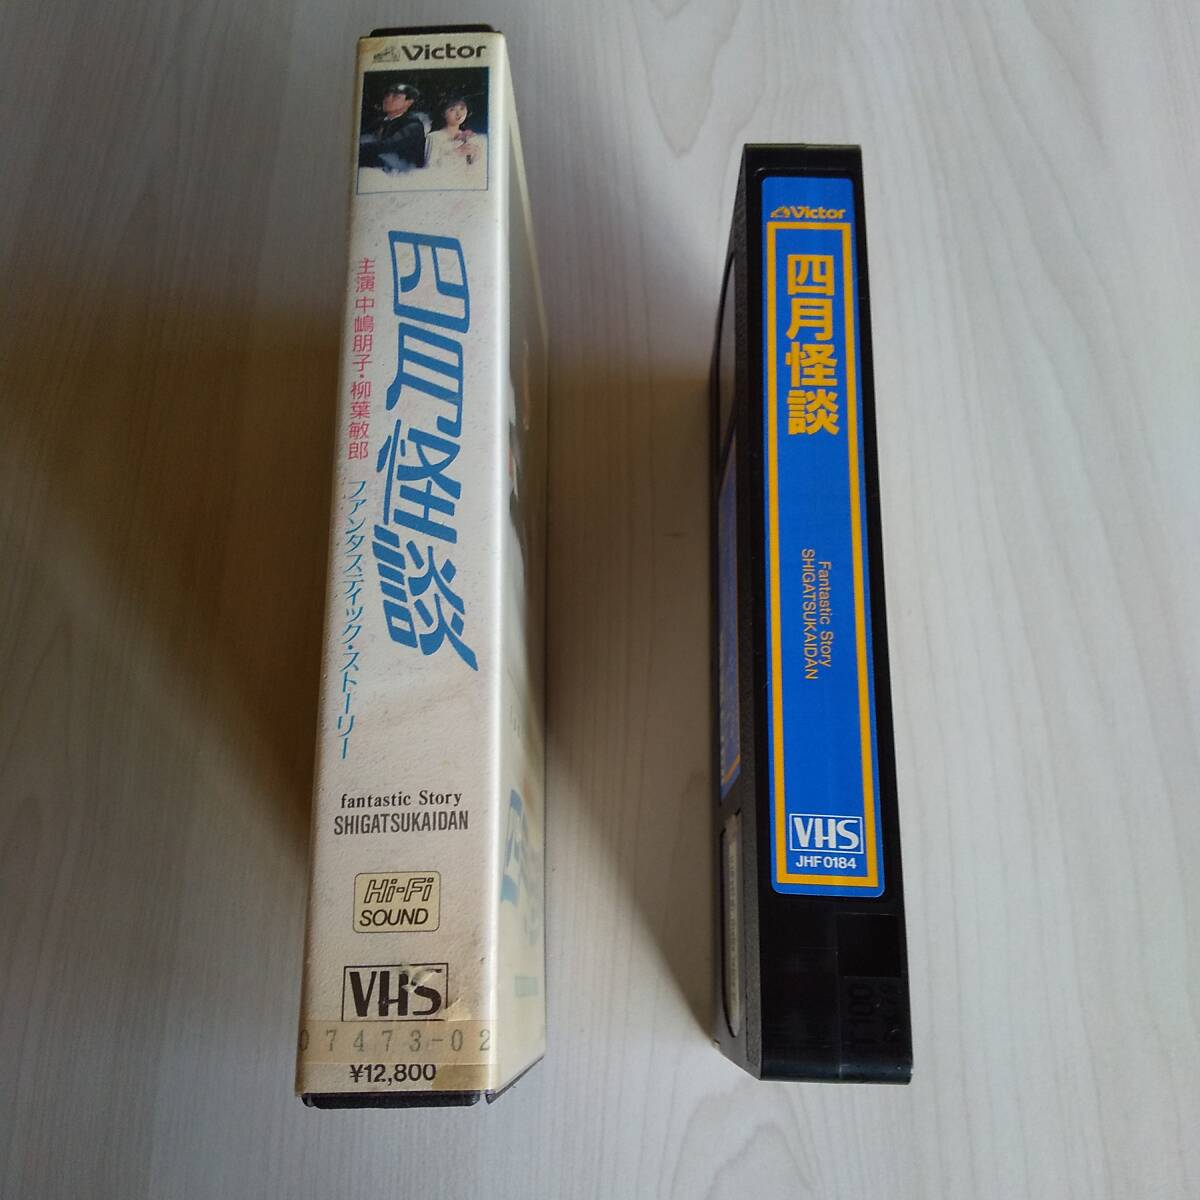 Victor
四月怪談
主演 中嶋朋子・柳葉敏郎 ファンタスティック・ストーリー
fantastic Story
SHIGATSUKAIDAN
Hi-Fi
SOUND
VHS
07473-02
¥12,800
Victor
四月怪談
Fantastic Story
SHIGATSUKAIDAN
VHS
JHF0184
T100